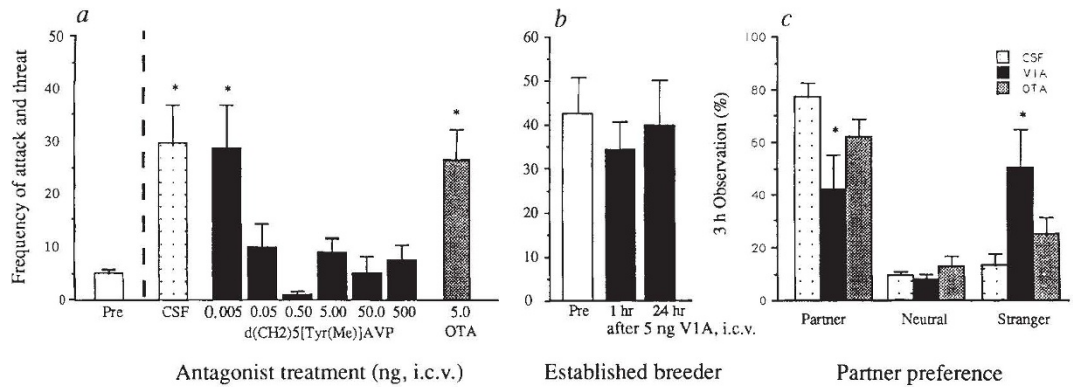 a
50
40
30
20
10
0
Frequency of attack and threat
*
*
*
Pre
CSF
0,005
0.05
0.50
5.00
50.0
500
5.0
d(CH2)5[Tyr(Me)]AVP
OTA
Antagonist treatment (ng, i.c.v.)
b
60
50
40
30
20
10
0
Pre
1 hr
24 hr
after 5 ng V1A, i.c.v.
Established breeder
c
100
80
60
40
20
0
3 h Observation (%)
CSF
V1A
OTA
*
*
Partner
Neutral
Stranger
Partner preference